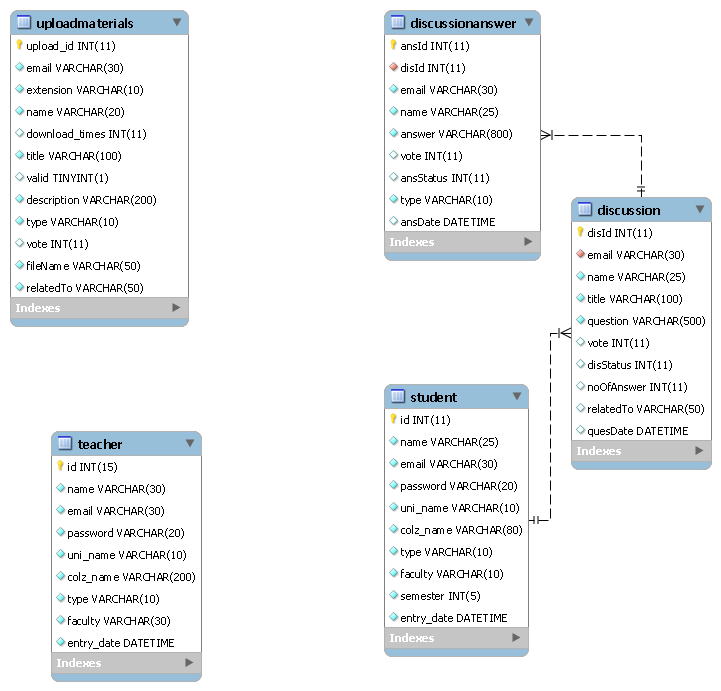 uploadmaterials
upload_id INT(11)
email VARCHAR(30)
extension VARCHAR(10)
name VARCHAR(20)
download_times INT(11)
title VARCHAR(100)
valid TINYINT(1)
description VARCHAR(200)
type VARCHAR(10)
vote INT(11)
fileName VARCHAR(50)
relatedTo VARCHAR(50)
Indexes
discussionanswer
ansId INT(11)
disId INT(11)
email VARCHAR(30)
name VARCHAR(25)
answer VARCHAR(800)
vote INT(11)
ansStatus INT(11)
type VARCHAR(10)
ansDate DATETIME
Indexes
discussion
disId INT(11)
email VARCHAR(30)
name VARCHAR(25)
title VARCHAR(100)
question VARCHAR(500)
vote INT(11)
disStatus INT(11)
noOfAnswer INT(11)
relatedTo VARCHAR(50)
quesDate DATETIME
Indexes
student
id INT(11)
name VARCHAR(25)
email VARCHAR(30)
password VARCHAR(20)
uni_name VARCHAR(10)
colz_name VARCHAR(80)
type VARCHAR(10)
faculty VARCHAR(10)
semester INT(5)
entry_date DATETIME
Indexes
teacher
id INT(15)
name VARCHAR(30)
email VARCHAR(30)
password VARCHAR(20)
uni_name VARCHAR(10)
colz_name VARCHAR(200)
type VARCHAR(10)
faculty VARCHAR(30)
entry_date DATETIME
Indexes